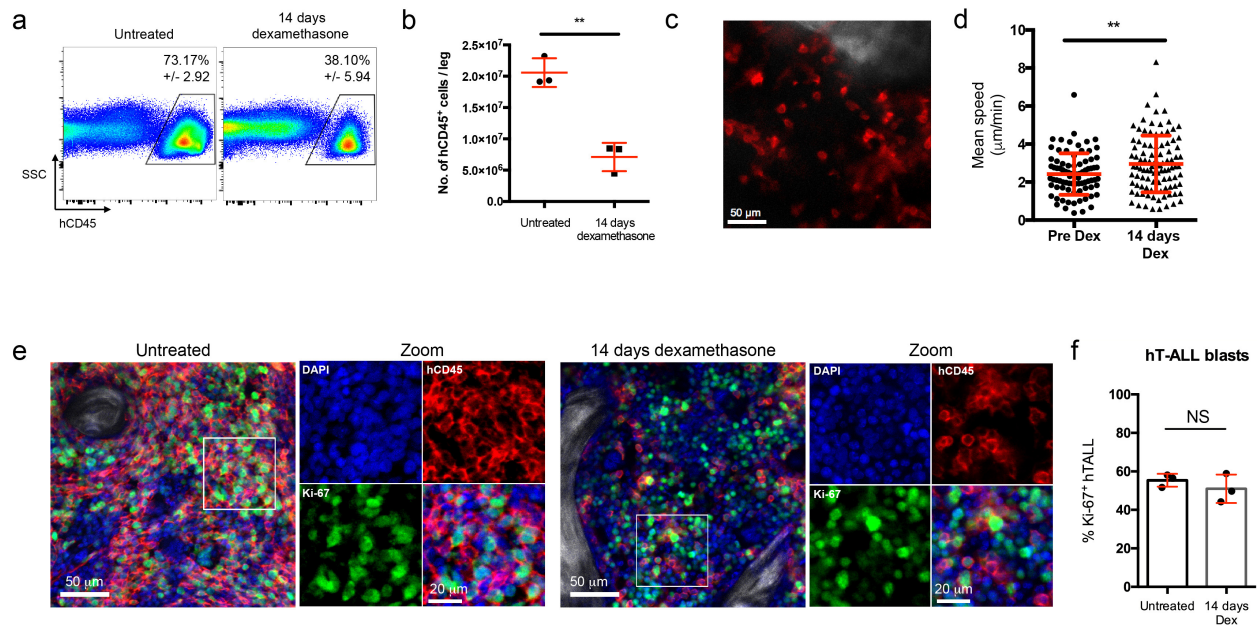 a
Untreated
14 days
dexamethasone
73.17%
+/- 2.92
38.10%
+/- 5.94
SSC
hCD45
b
**
No. of hCD45⁺ cells / leg
2.5×10⁷
2.0×10⁷
1.5×10⁷
1.0×10⁷
5.0×10⁶
0.0
Untreated
14 days
dexamethasone
c
50 µm
d
**
Mean speed
(µm/min)
10
8
6
4
2
0
Pre Dex
14 days
Dex
e
Untreated
50 µm
Zoom
DAPI
hCD45
Ki-67
20 µm
14 days dexamethasone
50 µm
Zoom
DAPI
hCD45
Ki-67
20 µm
f
hT-ALL blasts
NS
% Ki-67⁺ hTALL
100
80
60
40
20
0
Untreated
14 days
Dex